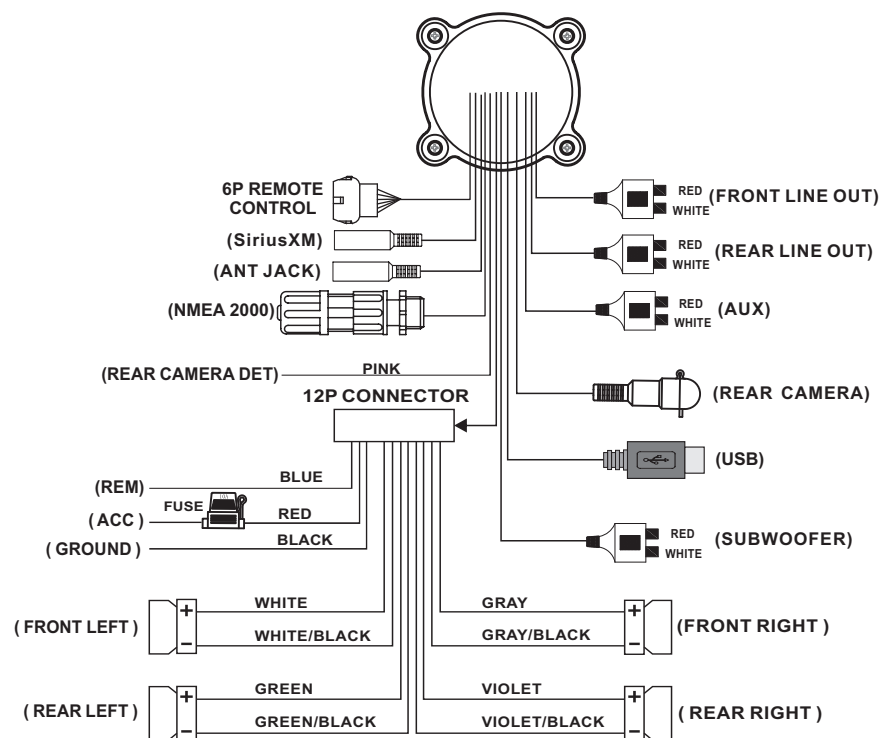 6P REMOTE
CONTROL
(SiriusXM)
(ANT JACK)
(NMEA 2000)
(REAR CAMERA DET)
PINK
12P CONNECTOR
RED
WHITE
(FRONT LINE OUT)
RED
WHITE
(REAR LINE OUT)
RED
WHITE
(AUX)
(REAR CAMERA)
(USB)
RED
WHITE
(SUBWOOFER)
(REM)
BLUE
( ACC )
FUSE
RED
( GROUND )
BLACK
( FRONT LEFT )
+
−
WHITE
WHITE/BLACK
GRAY
GRAY/BLACK
+
−
(FRONT RIGHT )
( REAR LEFT )
+
−
GREEN
GREEN/BLACK
VIOLET
VIOLET/BLACK
+
−
( REAR RIGHT )